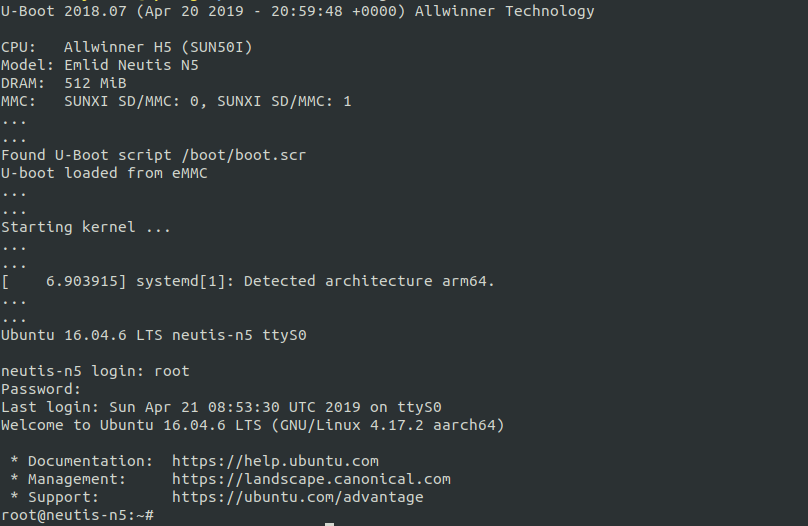 U-Boot 2018.07 (Apr 20 2019 - 20:59:48 +0000) Allwinner Technology
CPU:   Allwinner H5 (SUN50I)
Model: Emlid Neutis N5
DRAM:  512 MiB
MMC:   SUNXI SD/MMC: 0, SUNXI SD/MMC: 1
...
...
Found U-Boot script /boot/boot.scr
U-boot loaded from eMMC
...
...
Starting kernel ...
...
...
[    6.903915] systemd[1]: Detected architecture arm64.
...
...
Ubuntu 16.04.6 LTS neutis-n5 ttyS0
neutis-n5 login: root
Password:
Last login: Sun Apr 21 08:53:30 UTC 2019 on ttyS0
Welcome to Ubuntu 16.04.6 LTS (GNU/Linux 4.17.2 aarch64)
 * Documentation:  https://help.ubuntu.com
 * Management:     https://landscape.canonical.com
 * Support:        https://ubuntu.com/advantage
root@neutis-n5:~#